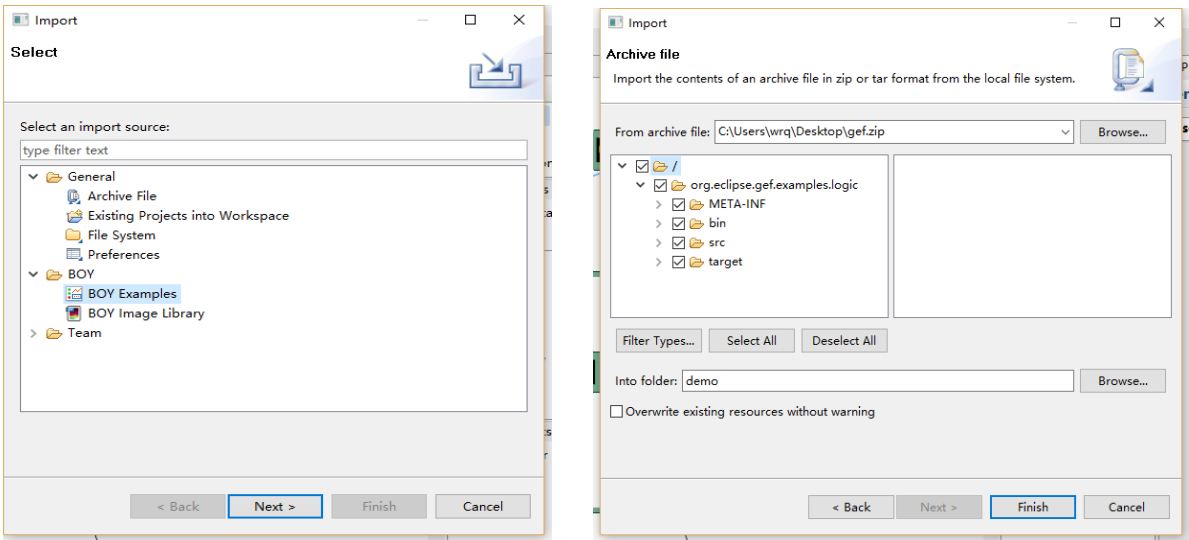 Import
Select
Select an import source:
type filter text
General
Archive File
Existing Projects into Workspace
File System
Preferences
BOY
BOY Examples
BOY Image Library
Team
< Back
Next >
Finish
Cancel
Import
Archive file
Import the contents of an archive file in zip or tar format from the local file system.
From archive file: C:\Users\wrq\Desktop\gef.zip Browse...
/
org.eclipse.gef.examples.logic
META-INF
bin
src
target
Filter Types... Select All Deselect All
Into folder: demo Browse...
Overwrite existing resources without warning
< Back
Next >
Finish
Cancel